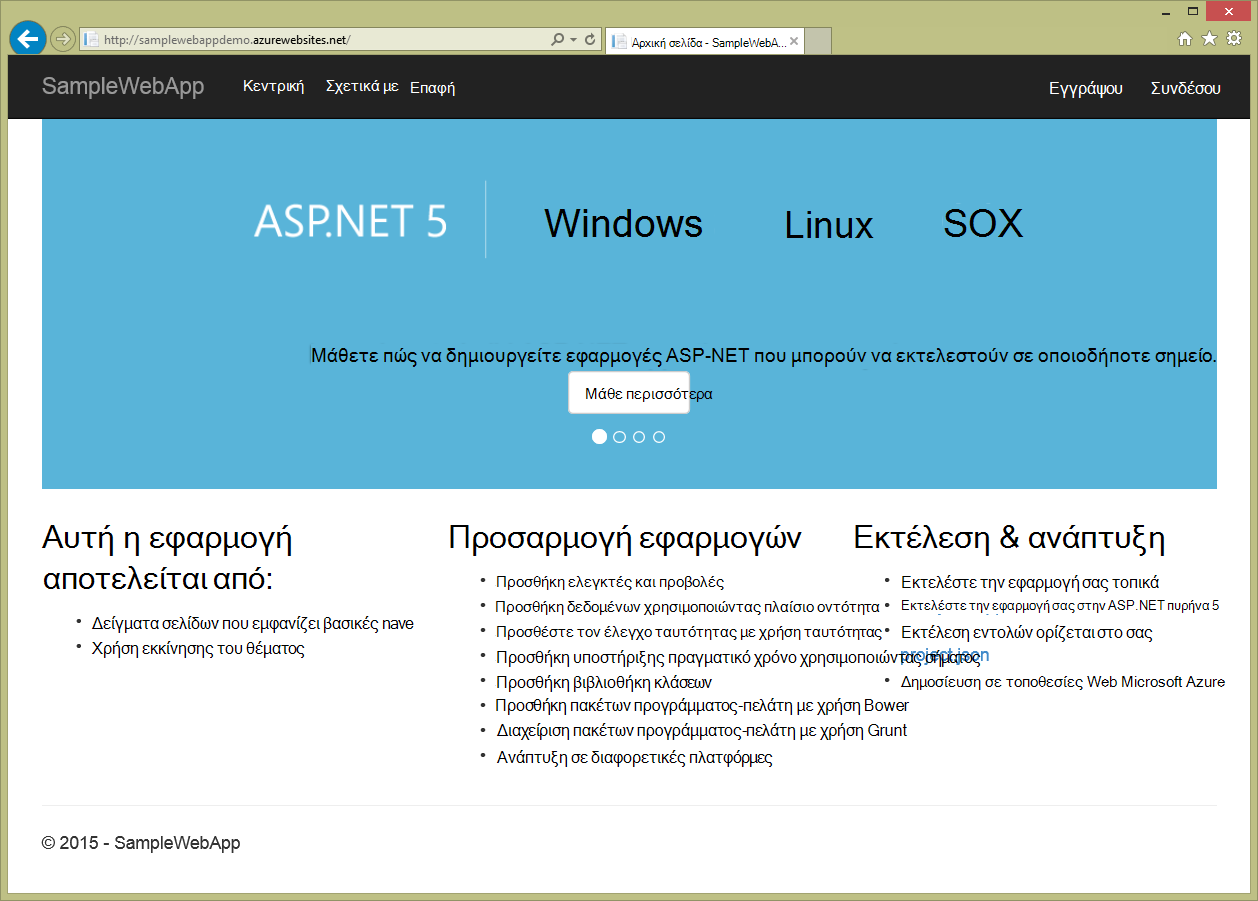 http://samplewebappdemo.azurewebsites.net/
Αρχική σελίδα - SampleWebA...
SampleWebApp Κεντρική Σχετικά με Επαφή Εγγράψου Συνδέσου
ASP.NET 5 Windows Linux SOX
Μάθετε πώς να δημιουργείτε εφαρμογές ASP-NET που μπορούν να εκτελεστούν σε οποιοδήποτε σημείο.
Μάθε περισσότερα
Αυτή η εφαρμογή
αποτελείται από:
• Δείγματα σελίδων που εμφανίζει βασικές nave
• Χρήση εκκίνησης του θέματος
Προσαρμογή εφαρμογών
• Προσθήκη ελεγκτές και προβολές
• Προσθήκη δεδομένων χρησιμοποιώντας πλαίσιο οντότητα
• Προσθέστε τον έλεγχο ταυτότητας με χρήση ταυτότητας
• Προσθήκη υποστήριξης πραγματικό χρόνο χρησιμοποιώντας σήματος
• Προσθήκη βιβλιοθήκη κλάσεων
• Προσθήκη πακέτων προγράμματος-πελάτη με χρήση Bower
• Διαχείριση πακέτων προγράμματος-πελάτη με χρήση Grunt
• Ανάπτυξη σε διαφορετικές πλατφόρμες
Εκτέλεση & ανάπτυξη
• Εκτελέστε την εφαρμογή σας τοπικά
• Εκτελέστε την εφαρμογή σας στην ASP.NET πυρήνα 5
• Εκτέλεση εντολών ορίζεται στο σας
project.json
• Δημοσίευση σε τοποθεσίες Web Microsoft Azure
© 2015 - SampleWebApp